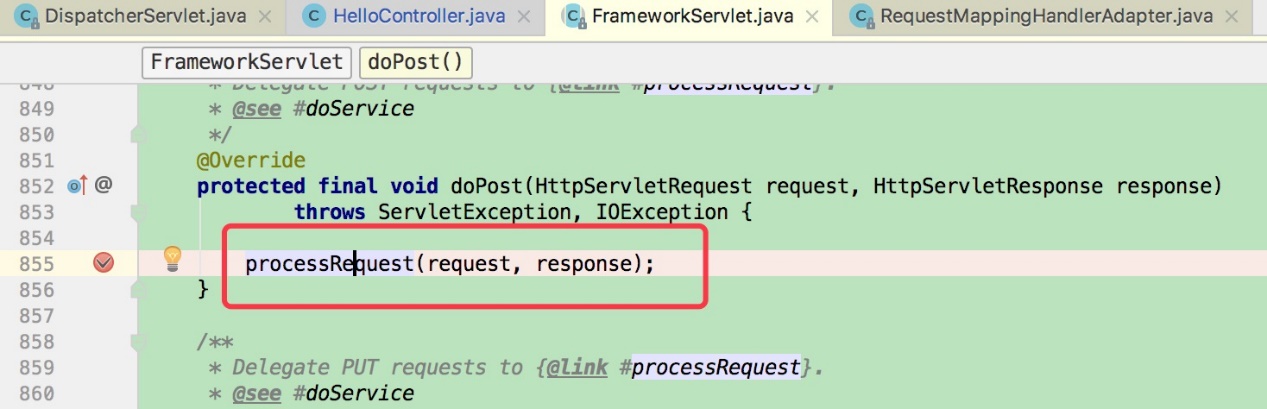 DispatcherServlet.java × HelloController.java × FrameworkServlet.java × RequestMappingHandlerAdapter.java ×
FrameworkServlet doPost()
848 * Delegate POST requests to {@link #processRequest}.
849 * @see #doService
850 */
851 @Override
852 @ protected final void doPost(HttpServletRequest request, HttpServletResponse response)
853 throws ServletException, IOException {
854
855 processRequest(request, response);
856 }
857
858 /**
859 * Delegate PUT requests to {@link #processRequest}.
860 * @see #doService